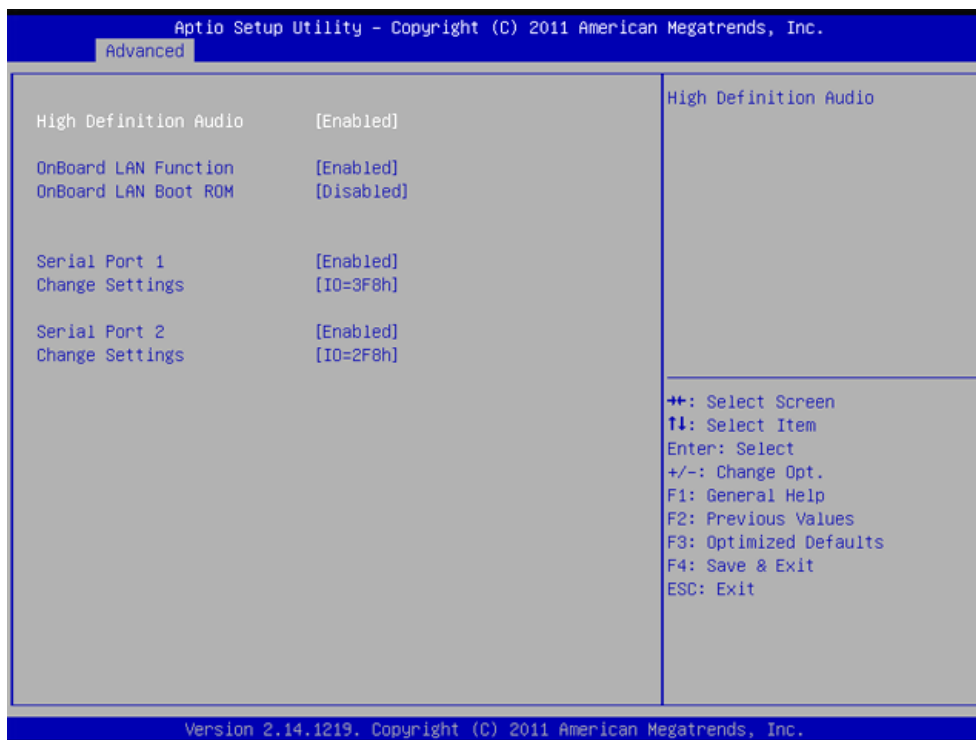 Aptio Setup Utility – Copyright (C) 2011 American Megatrends, Inc.
Advanced
High Definition Audio [Enabled]
OnBoard LAN Function [Enabled]
OnBoard LAN Boot ROM [Disabled]
Serial Port 1 [Enabled]
Change Settings [IO=3F8h]
Serial Port 2 [Enabled]
Change Settings [IO=2F8h]
High Definition Audio
→←: Select Screen
↑↓: Select Item
Enter: Select
+/-: Change Opt.
F1: General Help
F2: Previous Values
F3: Optimized Defaults
F4: Save & Exit
ESC: Exit
Version 2.14.1219. Copyright (C) 2011 American Megatrends, Inc.